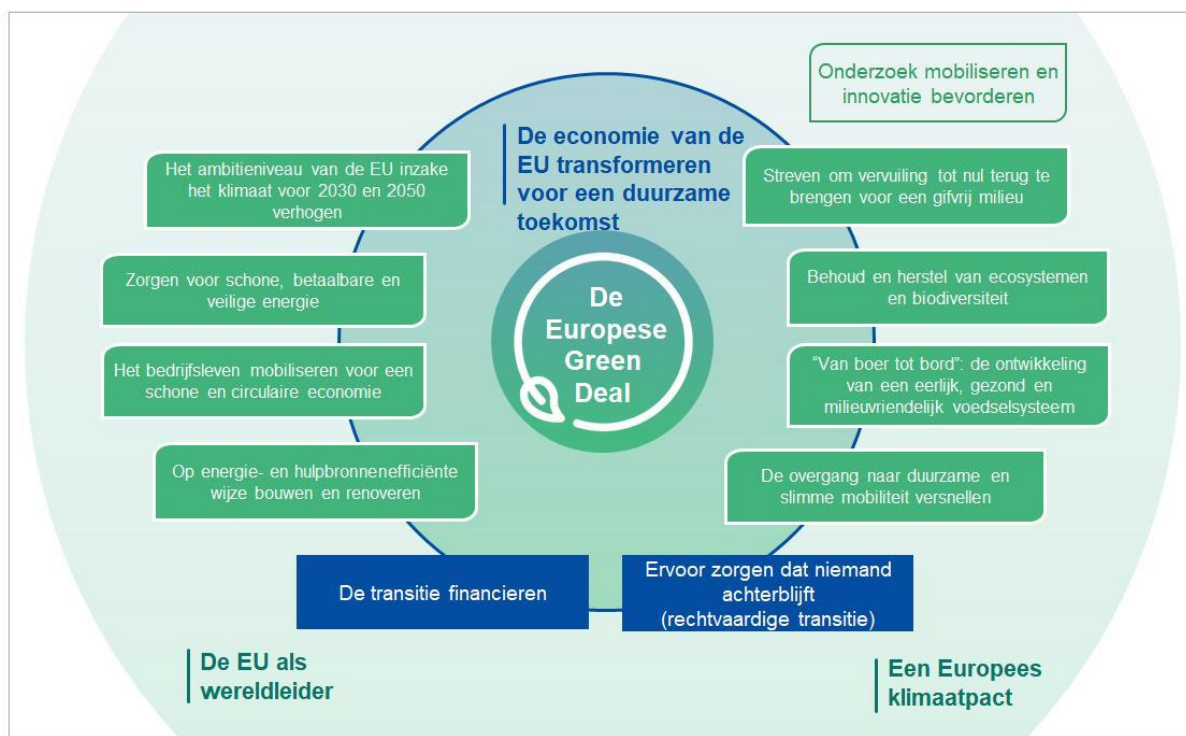 Onderzoek mobiliseren en
innovatie bevorderen
De economie van de
EU transformeren
voor een duurzame
toekomst
Het ambitieniveau van de EU inzake
het klimaat voor 2030 en 2050
verhogen
Streven om vervuiling tot nul terug te
brengen voor een gifvrij milieu
Zorgen voor schone, betaalbare en
veilige energie
Behoud en herstel van ecosystemen
en biodiversiteit
De
Europese
Green
Deal
Het bedrijfsleven mobiliseren voor een
schone en circulaire economie
"Van boer tot bord": de ontwikkeling
van een eerlijk, gezond en
milieuvriendelijk voedselsysteem
Op energie- en hulpbronnenefficiënte
wijze bouwen en renoveren
De overgang naar duurzame en
slimme mobiliteit versnellen
De transitie financieren
Ervoor zorgen dat niemand
achterblijft
(rechtvaardige transitie)
De EU als
wereldleider
Een Europees
klimaatpact